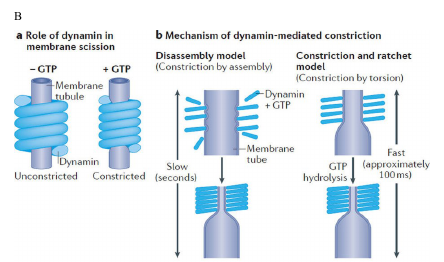 B
a Role of dynamin in
membrane scission
– GTP
+ GTP
Membrane
tubule
Dynamin
Unconstricted
Constricted
b Mechanism of dynamin-mediated constriction
Disassembly model
(Constriction by assembly)
Dynamin
+ GTP
Membrane
tube
Slow
(seconds)
Constriction and ratchet
model
(Constriction by torsion)
GTP
hydrolysis
Fast
(approximately
100 ms)